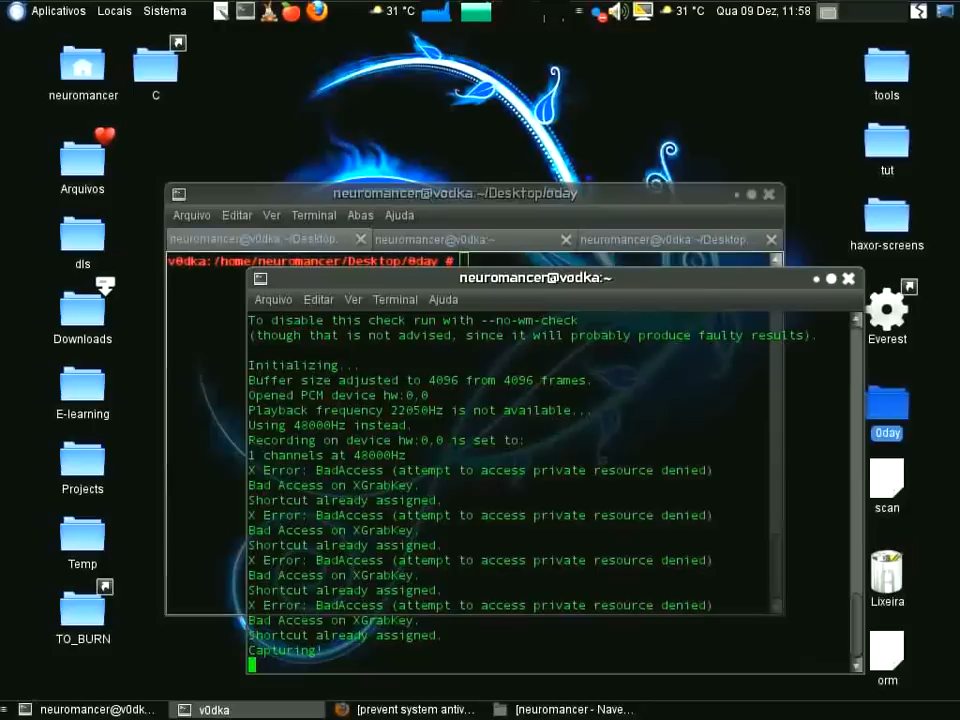 Aplicativos Locais Sistema 31 °C 31 °C Qua 09 Dez, 11:58
neuromancer
C
Arquivos
dls
Downloads
E-learning
Projects
Temp
TO_BURN
tools
tut
haxor-screens
Everest
0day
scan
Lixeira
orm
neuromancer@v0dka:~/Desktop/0day
Arquivo Editar Ver Terminal Abas Ajuda
neuromancer@v0dka:~/Desktop. neuromancer@v0dka:~ neuromancer@v0dka:~/Desktop...
v0dka:/home/neuromancer/Desktop/0day #
neuromancer@v0dka:~
Arquivo Editar Ver Terminal Ajuda
To disable this check run with --no-wm-check
(though that is not advised, since it will probably produce faulty results).
Initializing...
Buffer size adjusted to 4096 from 4096 frames.
Opened PCM device hw:0,0
Playback frequency 22050Hz is not available...
Using 48000Hz instead.
Recording on device hw:0,0 is set to:
1 channels at 48000Hz
X Error: BadAccess (attempt to access private resource denied)
Bad Access on XGrabKey.
Shortcut already assigned.
X Error: BadAccess (attempt to access private resource denied)
Bad Access on XGrabKey.
Shortcut already assigned.
X Error: BadAccess (attempt to access private resource denied)
Bad Access on XGrabKey.
Shortcut already assigned.
X Error: BadAccess (attempt to access private resource denied)
Bad Access on XGrabKey.
Shortcut already assigned.
Capturing!
neuromancer@v0dk... v0dka [prevent system antiv... [neuromancer - Nave...